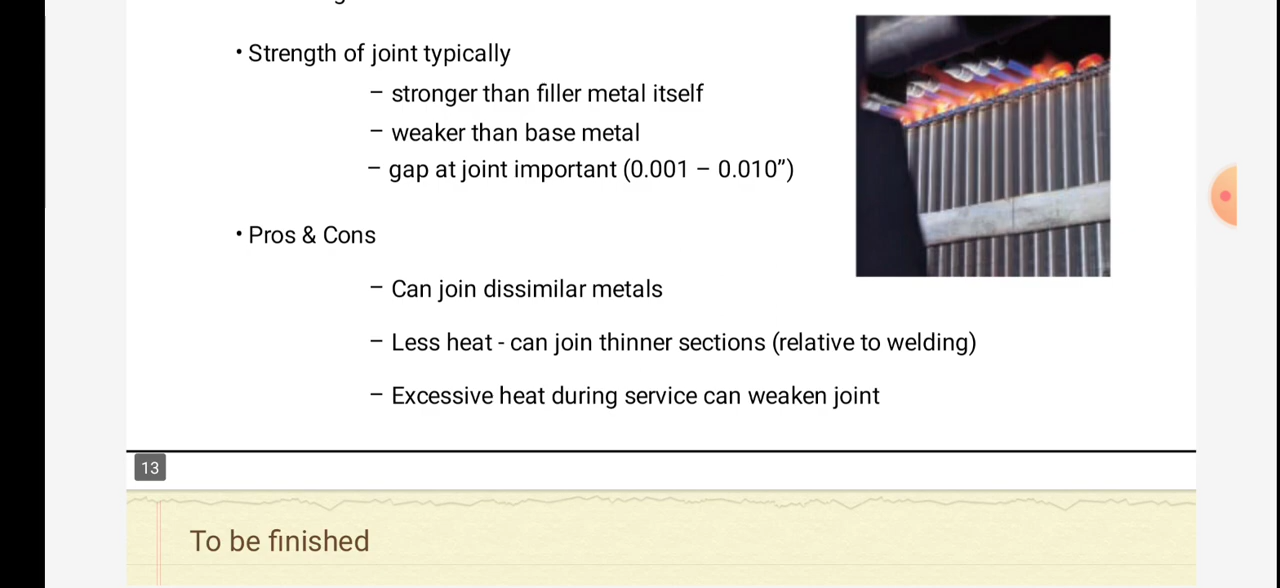 • Strength of joint typically
– stronger than filler metal itself
– weaker than base metal
– gap at joint important (0.001 – 0.010”)
• Pros & Cons
– Can join dissimilar metals
– Less heat - can join thinner sections (relative to welding)
– Excessive heat during service can weaken joint
13
To be finished